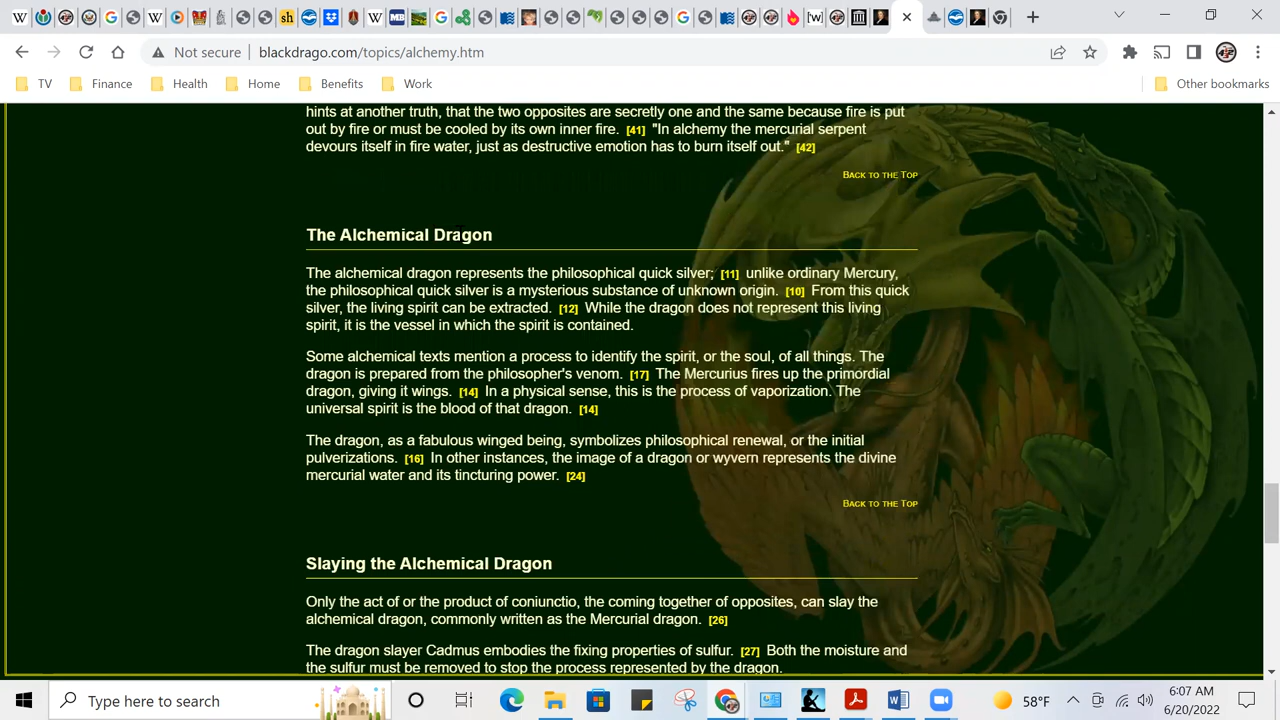 Not secure
blackdrago.com/topics/alchemy.htm
TV
Finance
Health
Home
Benefits
Work
Other bookmarks
hints at another truth, that the two opposites are secretly one and the same because fire is put
out by fire or must be cooled by its own inner fire. [41] "In alchemy the mercurial serpent
devours itself in fire water, just as destructive emotion has to burn itself out." [42]
BACK TO THE TOP
The Alchemical Dragon
The alchemical dragon represents the philosophical quick silver; [11] unlike ordinary Mercury,
the philosophical quick silver is a mysterious substance of unknown origin. [10] From this quick
silver, the living spirit can be extracted. [12] While the dragon does not represent this living
spirit, it is the vessel in which the spirit is contained.
Some alchemical texts mention a process to identify the spirit, or the soul, of all things. The
dragon is prepared from the philosopher's venom. [17] The Mercurius fires up the primordial
dragon, giving it wings. [14] In a physical sense, this is the process of vaporization. The
universal spirit is the blood of that dragon. [14]
The dragon, as a fabulous winged being, symbolizes philosophical renewal, or the initial
pulverizations. [16] In other instances, the image of a dragon or wyvern represents the divine
mercurial water and its tincturing power. [24]
BACK TO THE TOP
Slaying the Alchemical Dragon
Only the act of or the product of coniunctio, the coming together of opposites, can slay the
alchemical dragon, commonly written as the Mercurial dragon. [26]
The dragon slayer Cadmus embodies the fixing properties of sulfur. [27] Both the moisture and
the sulfur must be removed to stop the process represented by the dragon.
Type here to search
58°F
6:07 AM
6/20/2022